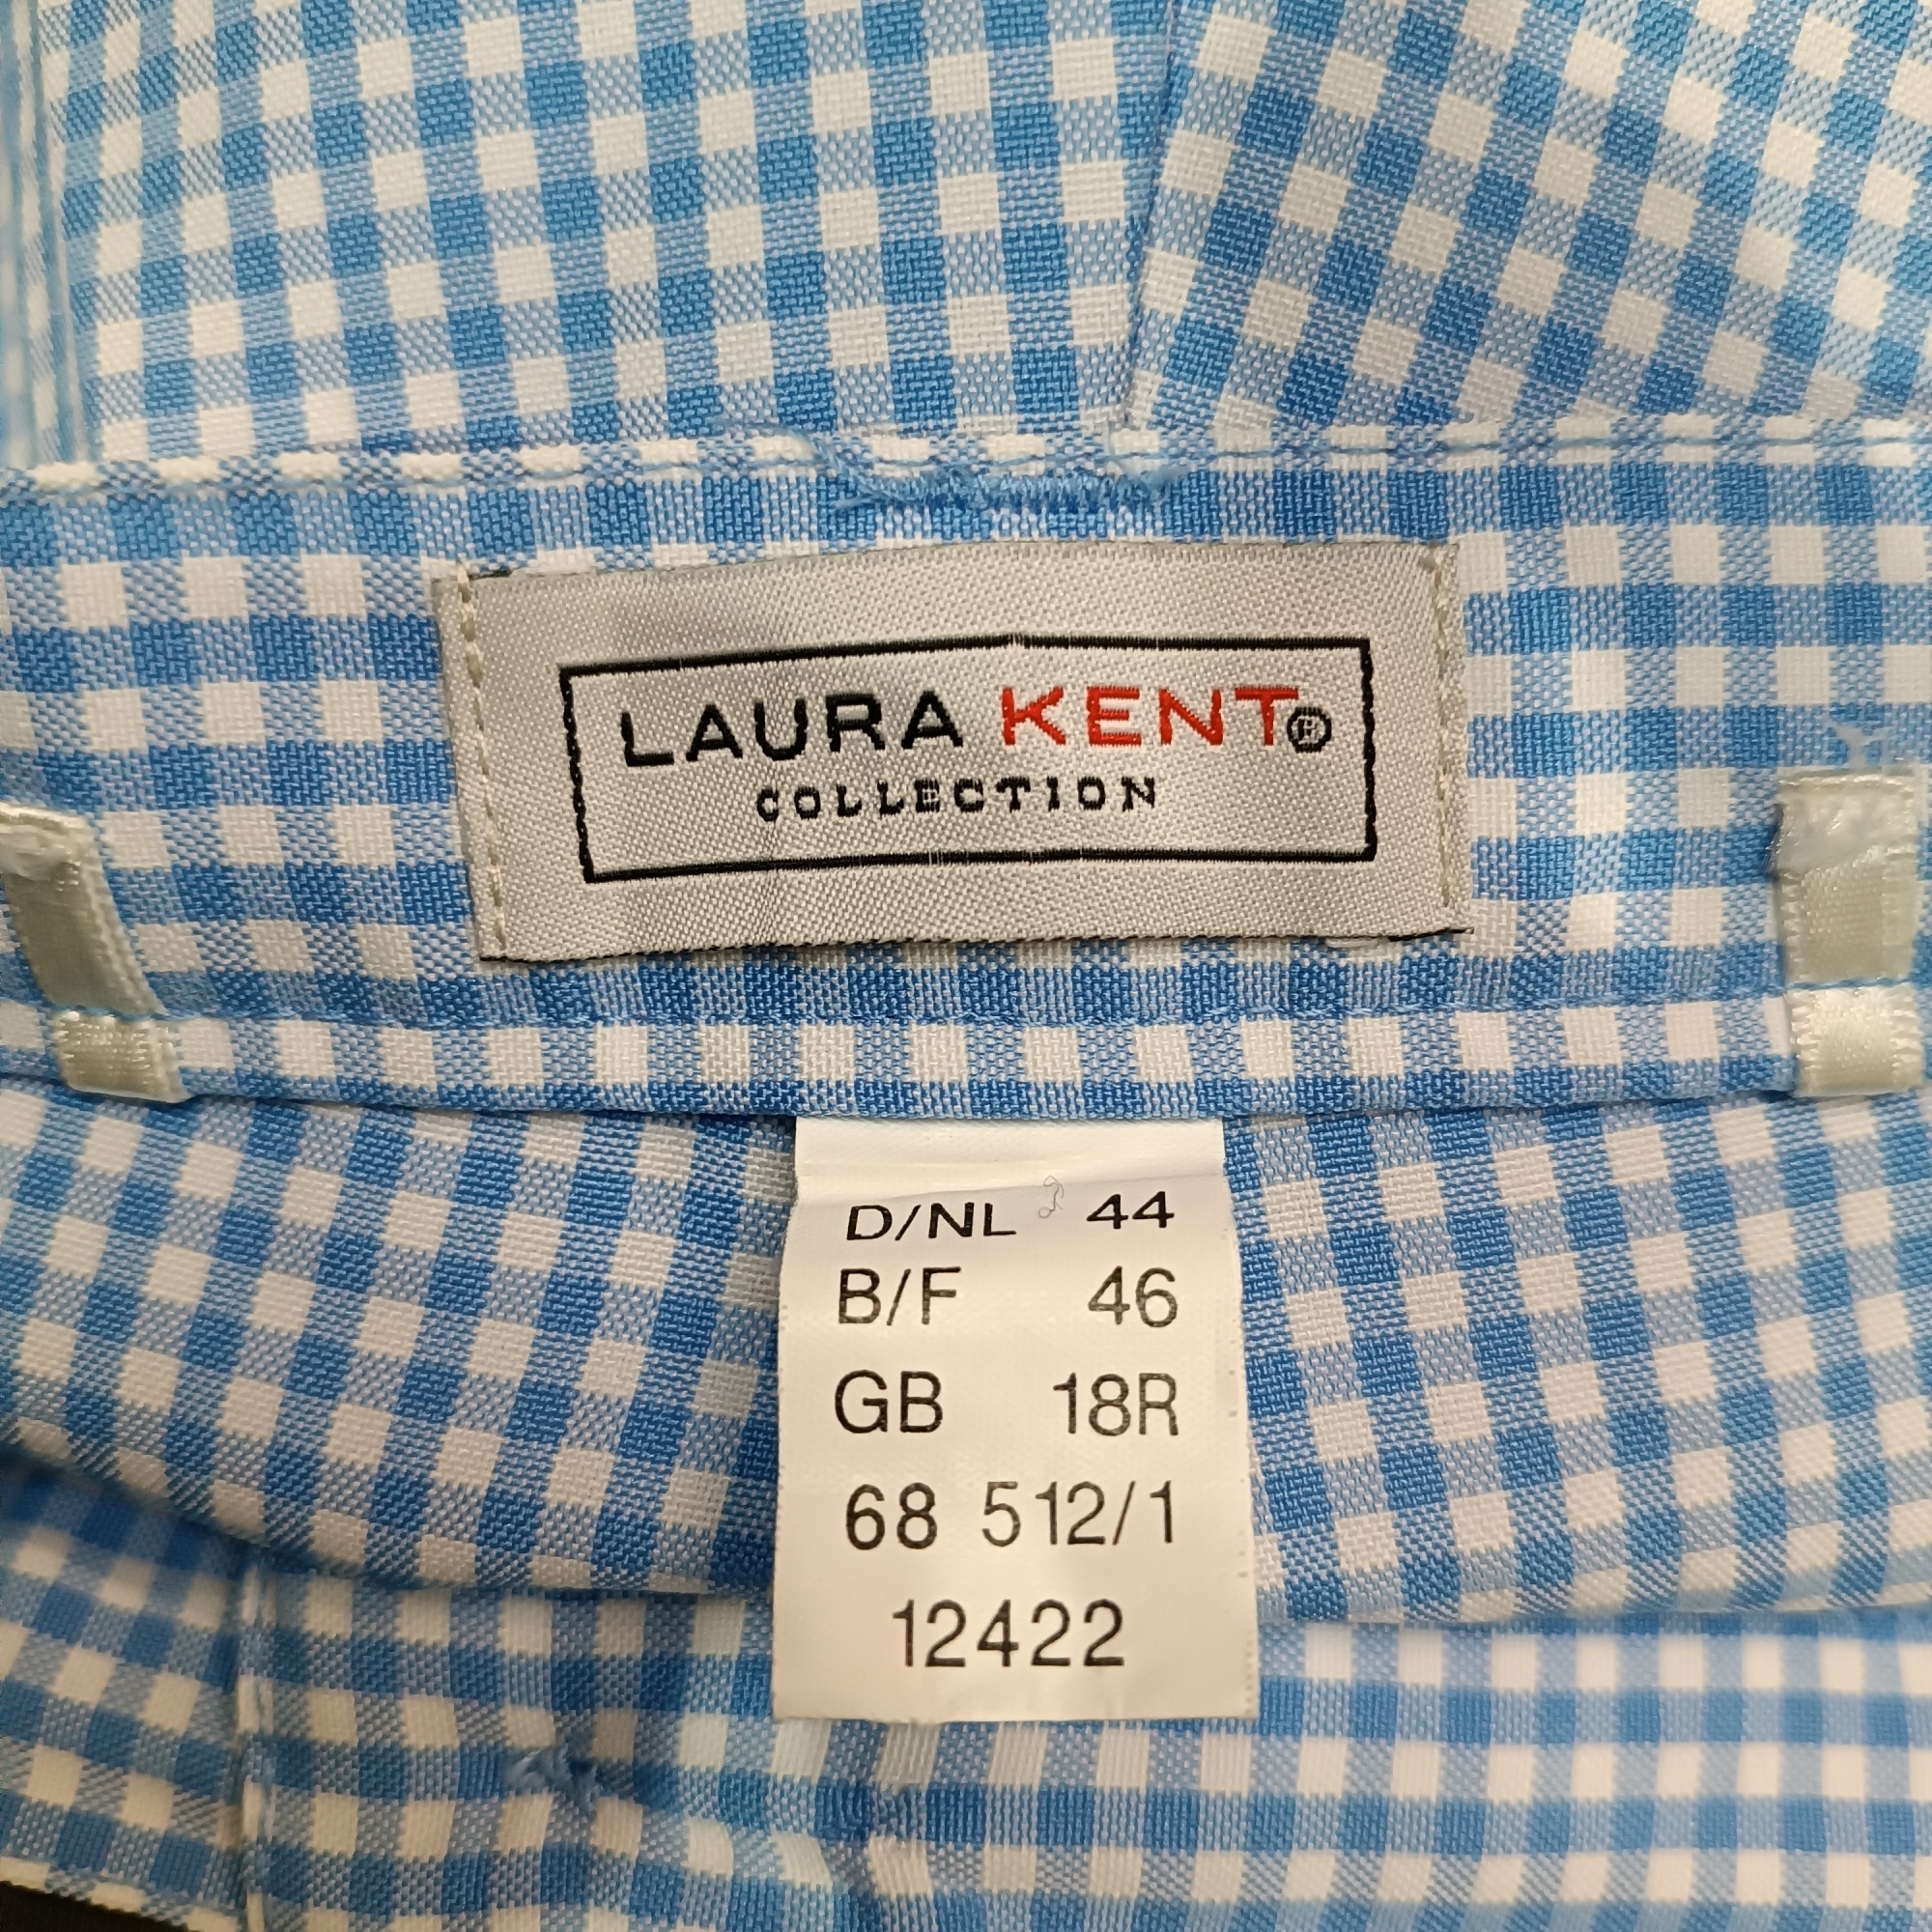 LAURA KENT®
COLLECTION
D/NL 44
B/F 46
GB 18R
68 512/1
12422